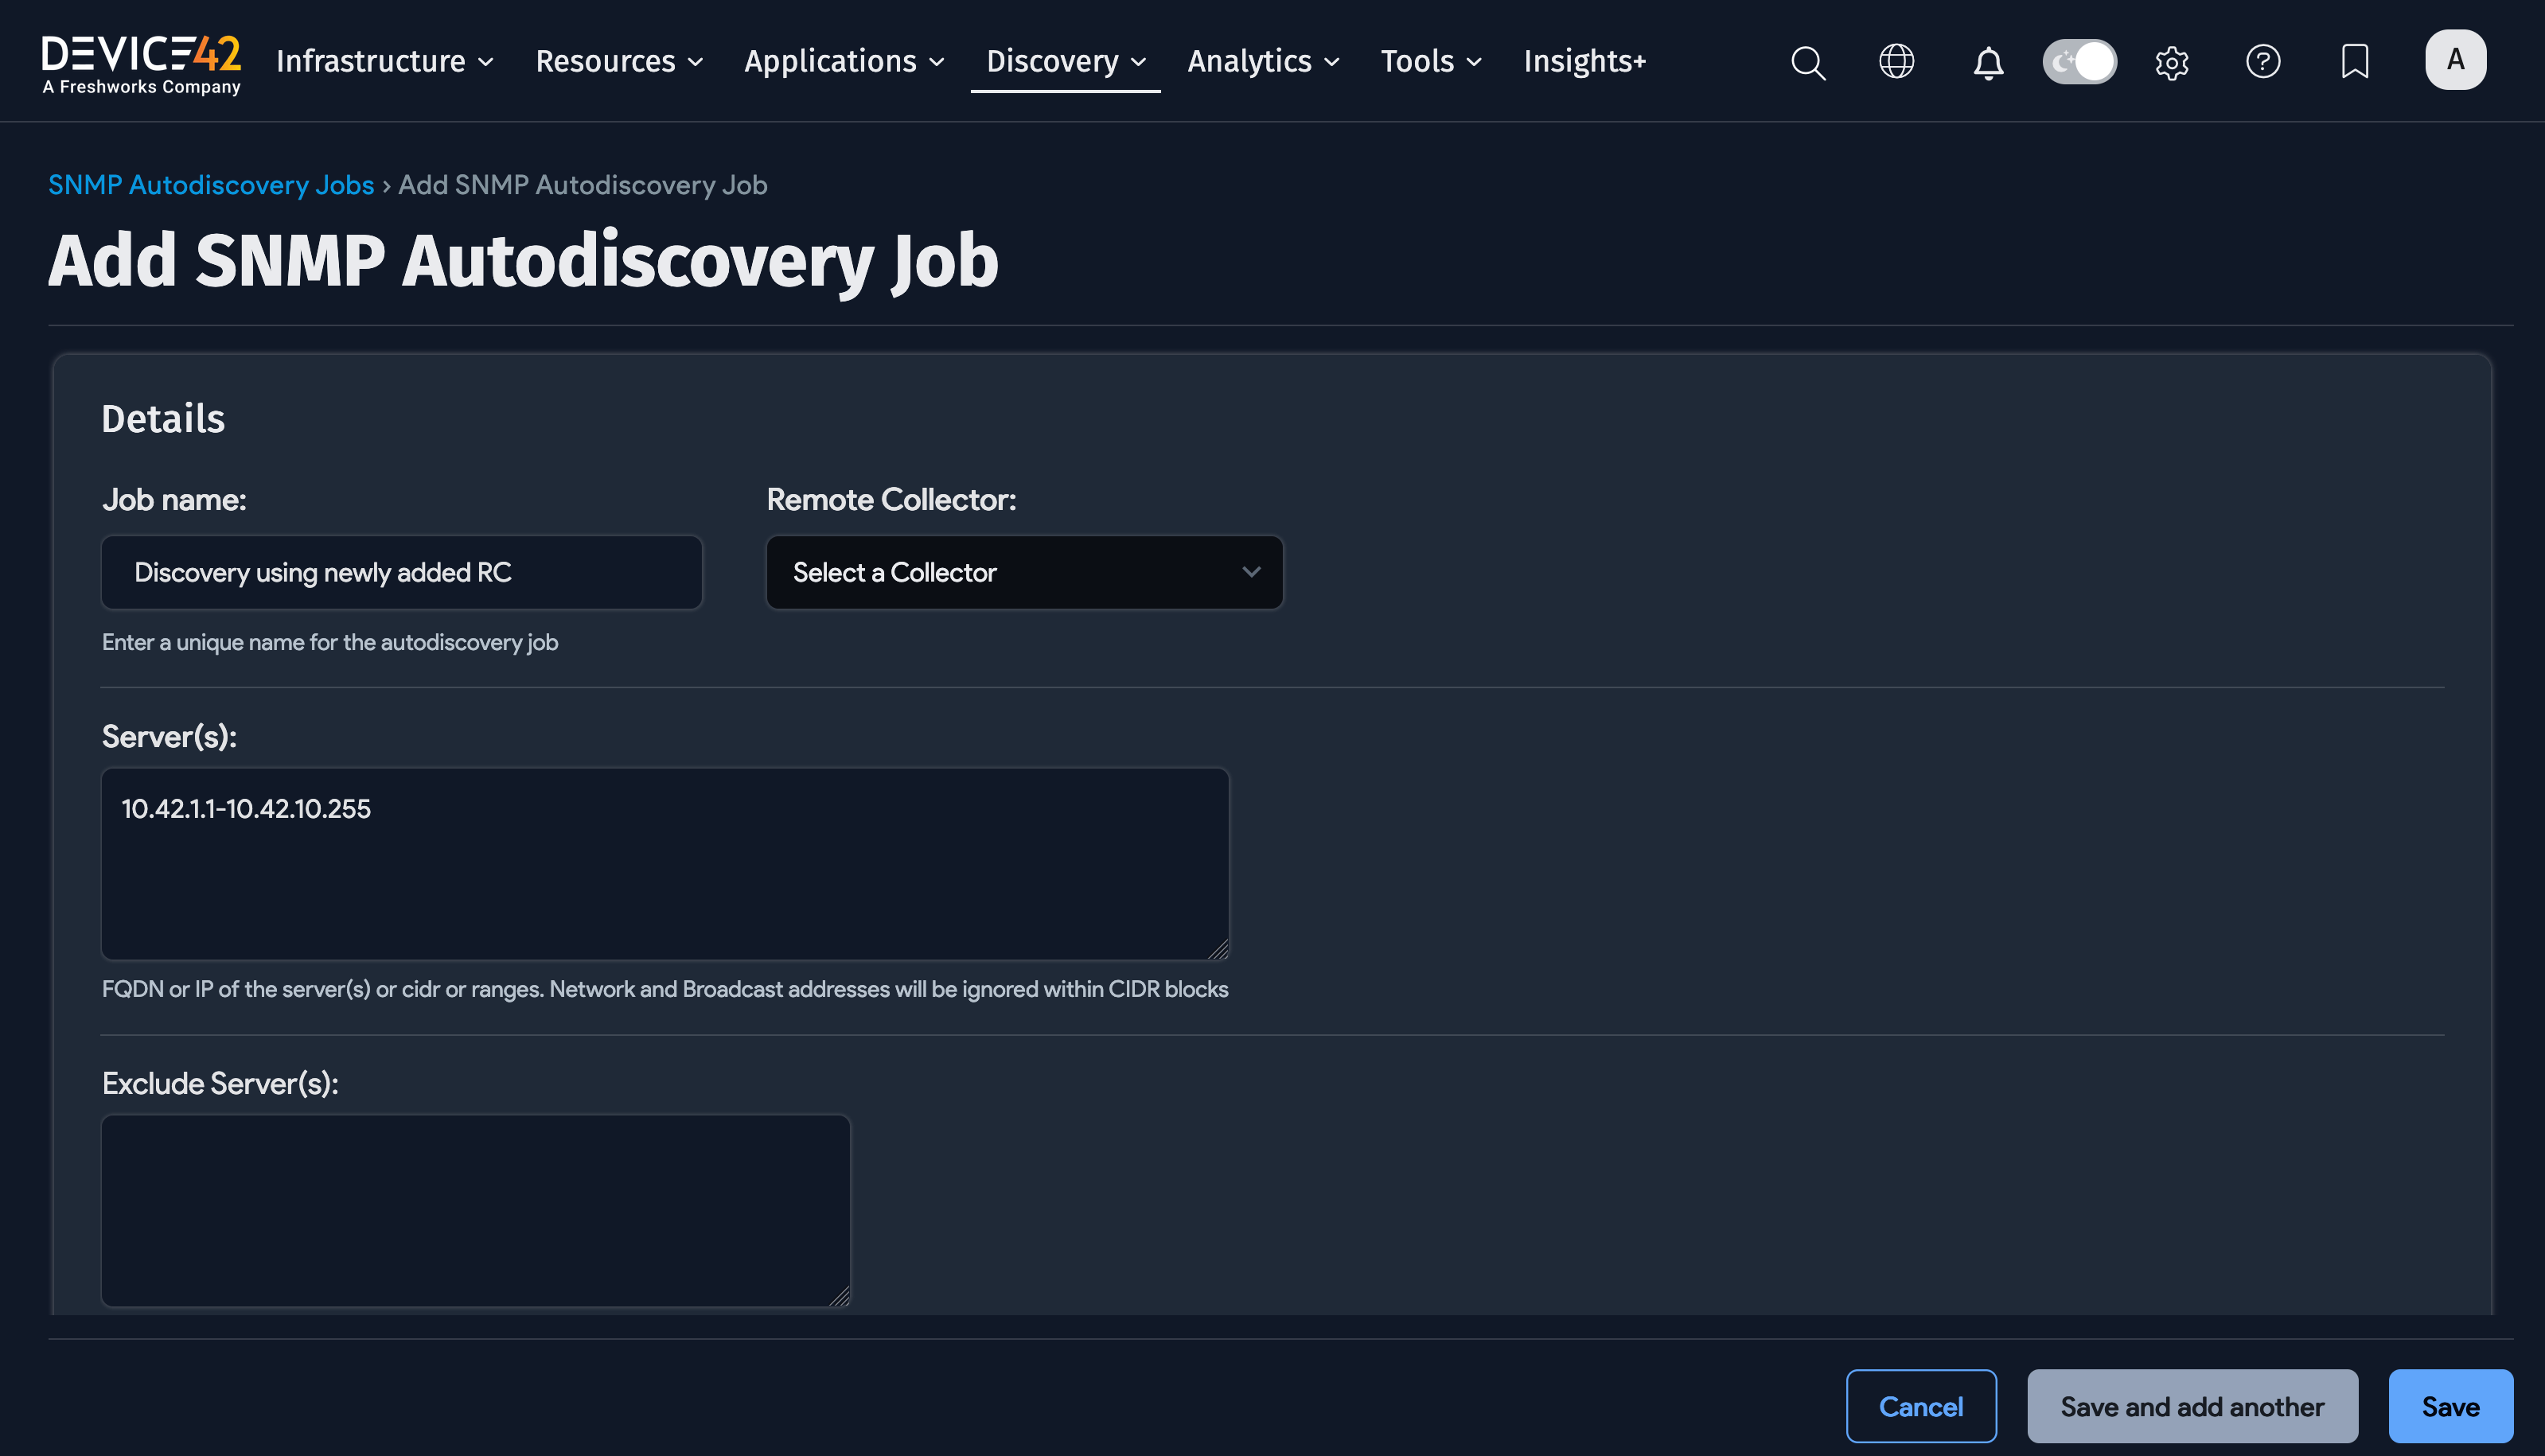 DEVICE42
A Freshworks Company
Infrastructure Resources Applications Discovery Analytics Tools Insights+
A
SNMP Autodiscovery Jobs › Add SNMP Autodiscovery Job
Add SNMP Autodiscovery Job
Details
Job name: Remote Collector:
Discovery using newly added RC Select a Collector
Enter a unique name for the autodiscovery job
Server(s):
10.42.1.1-10.42.10.255
FQDN or IP of the server(s) or cidr or ranges. Network and Broadcast addresses will be ignored within CIDR blocks
Exclude Server(s):
Cancel Save and add another Save